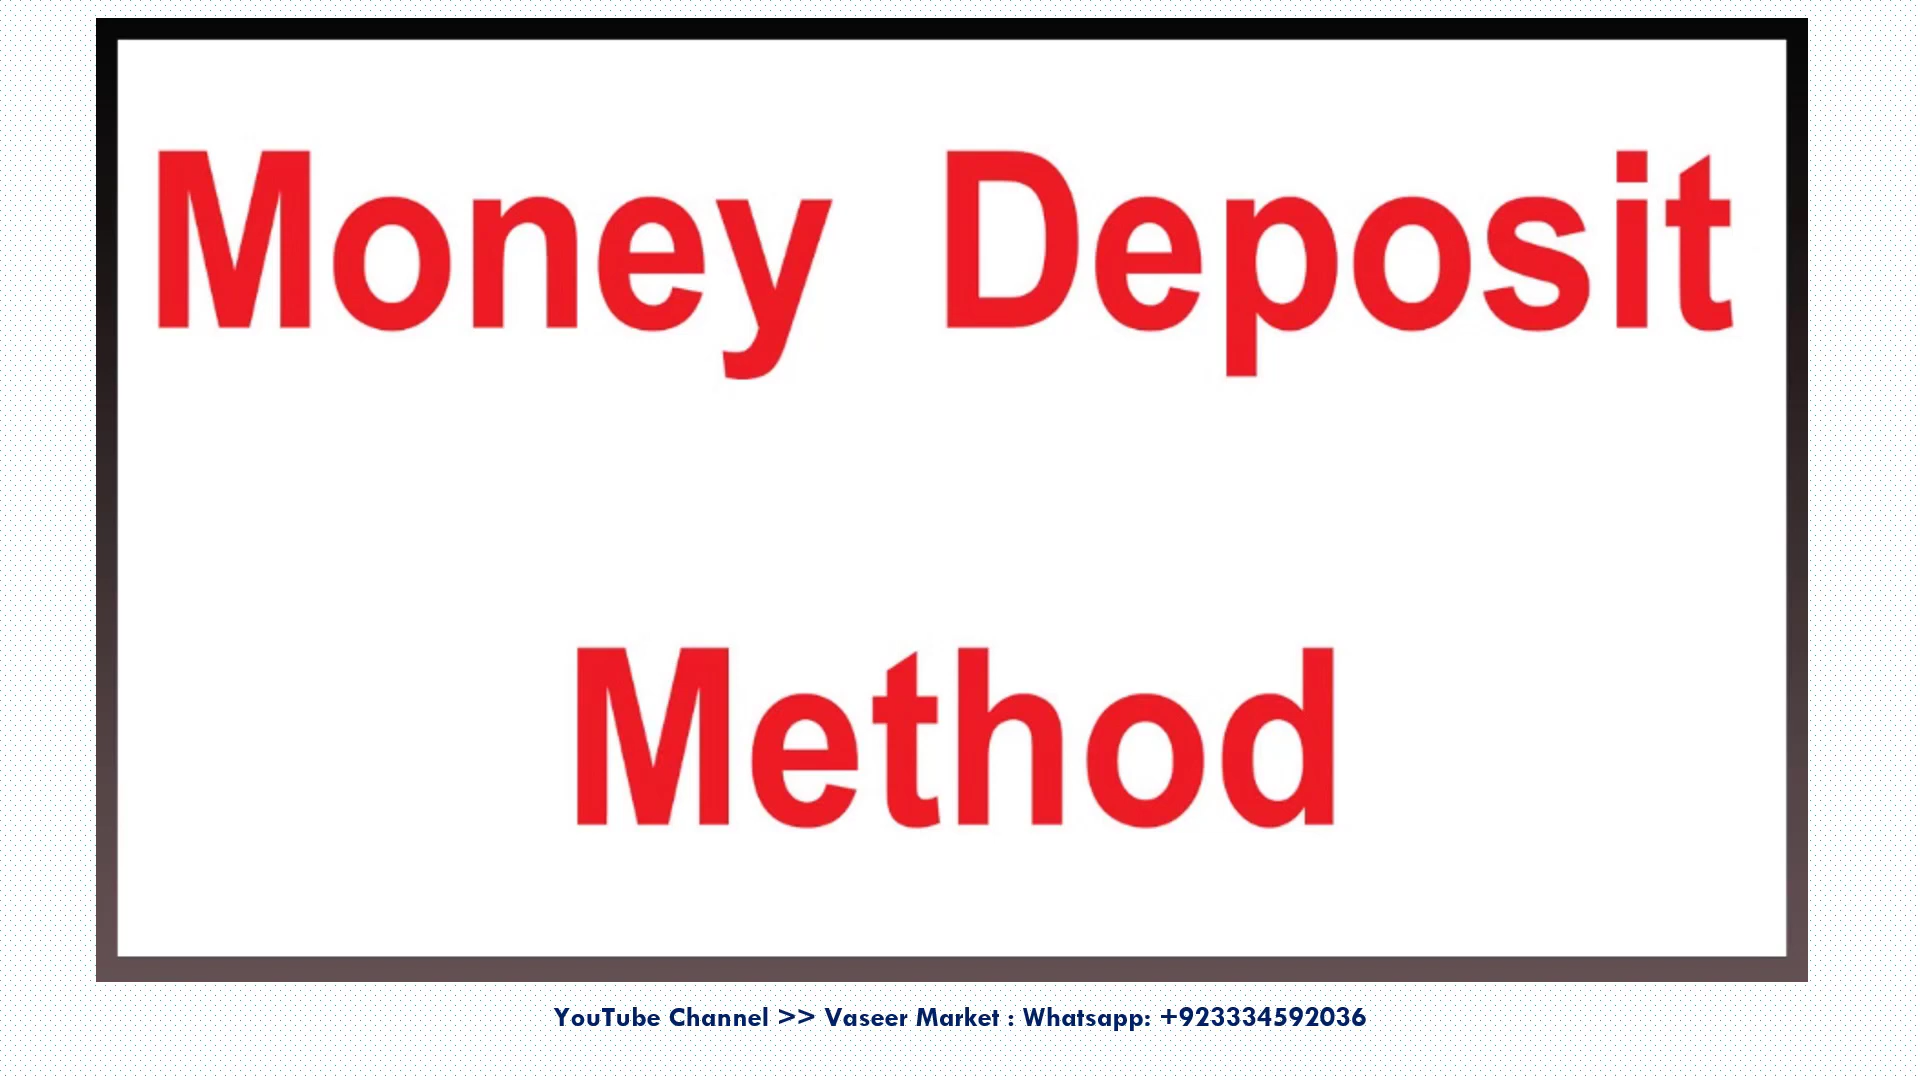 Money Deposit
Method
YouTube Channel >> Vaseer Market : Whatsapp: +923334592036